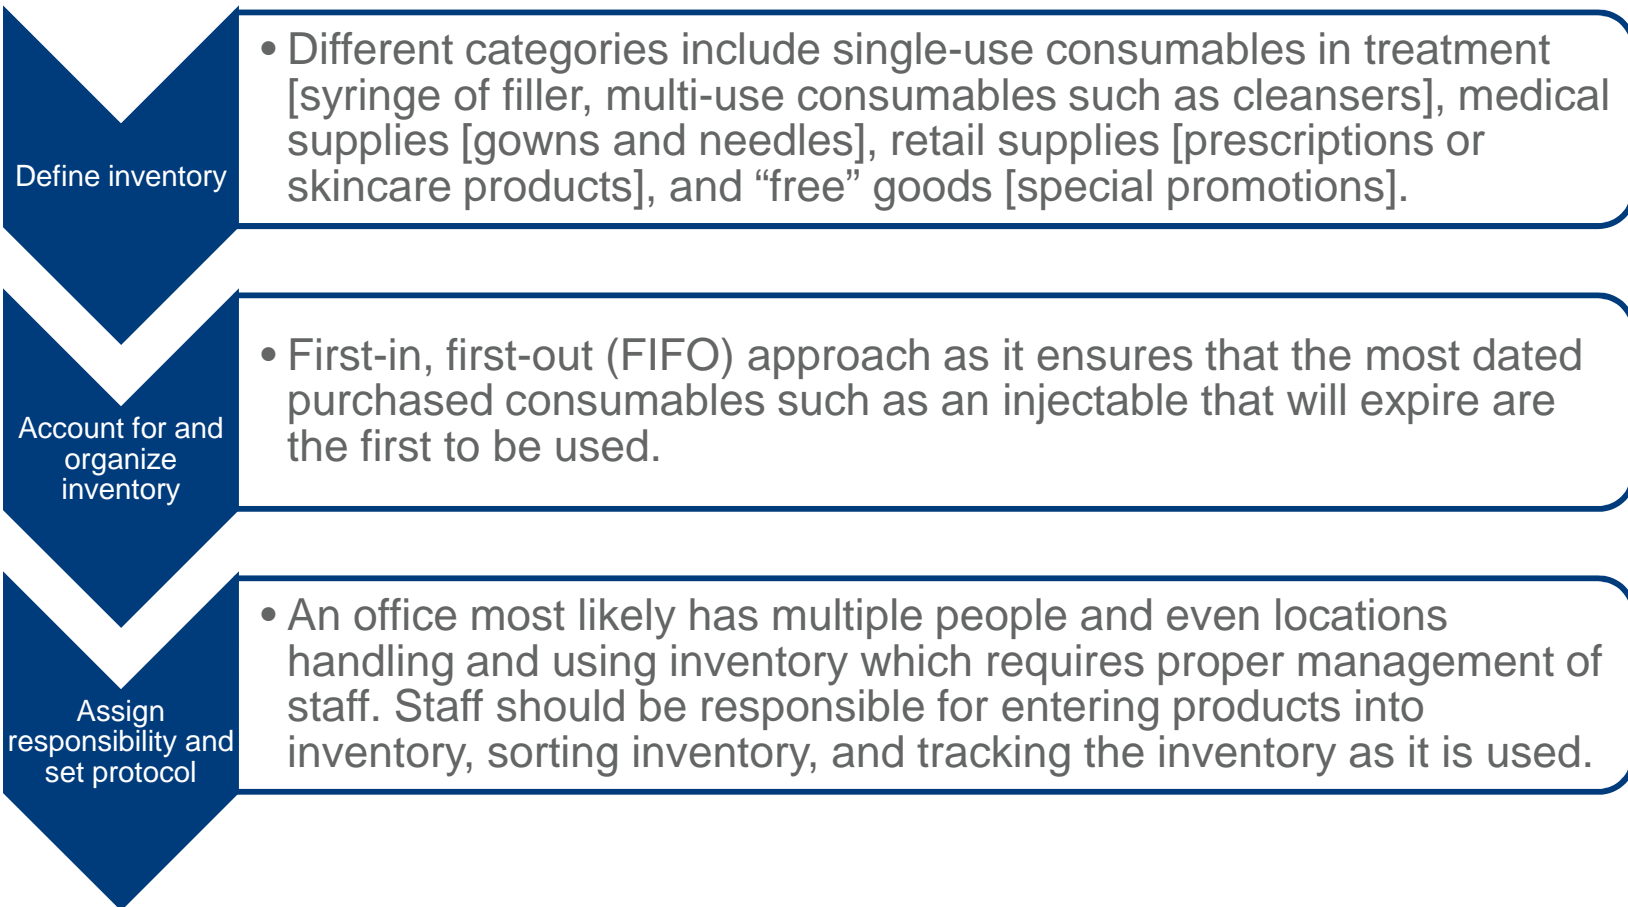 Define inventory
• Different categories include single-use consumables in treatment
[syringe of filler, multi-use consumables such as cleansers], medical
supplies [gowns and needles], retail supplies [prescriptions or
skincare products], and “free” goods [special promotions].
Account for and
organize
inventory
• First-in, first-out (FIFO) approach as it ensures that the most dated
purchased consumables such as an injectable that will expire are
the first to be used.
Assign
responsibility and
set protocol
• An office most likely has multiple people and even locations
handling and using inventory which requires proper management of
staff. Staff should be responsible for entering products into
inventory, sorting inventory, and tracking the inventory as it is used.